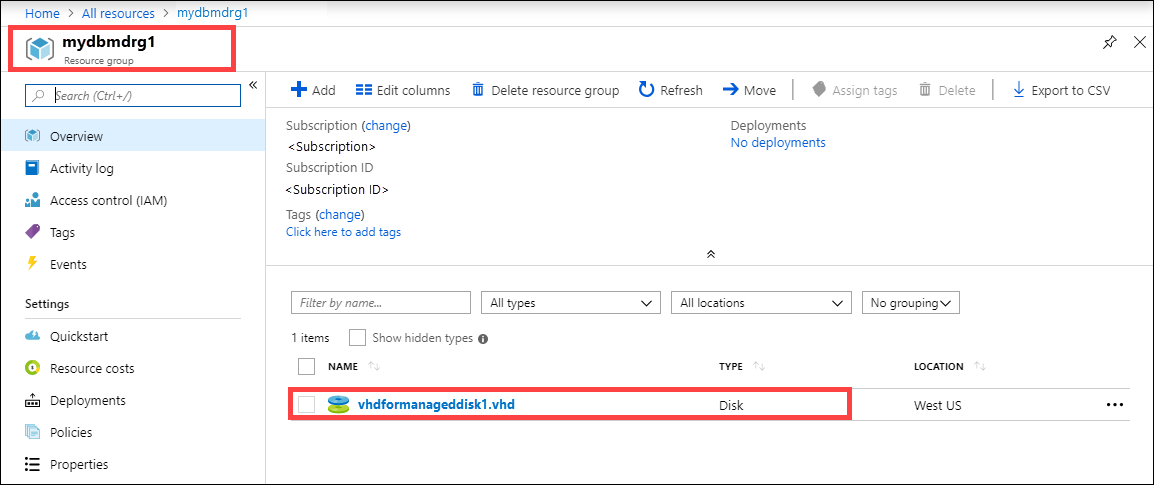 Home > All resources > mydbmdrg1
mydbmdrg1
Resource group
Search (Ctrl+/)
«
Overview
Activity log
Access control (IAM)
Tags
Events
Settings
Quickstart
Resource costs
Deployments
Policies
Properties
Add Edit columns Delete resource group Refresh Move Assign tags Delete Export to CSV
Subscription (change)
<Subscription>
Subscription ID
<Subscription ID>
Tags (change)
Click here to add tags
Deployments
No deployments
Filter by name... All types All locations No grouping
1 items Show hidden types
NAME TYPE LOCATION
vhdformanageddisk1.vhd Disk West US